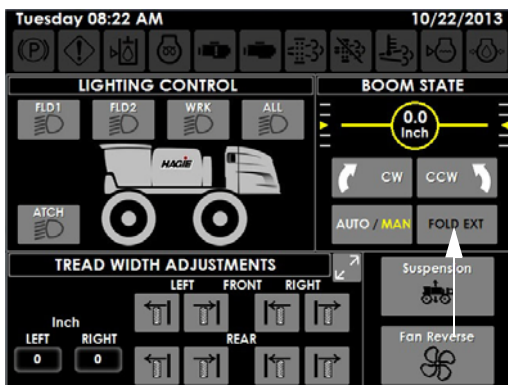 Tuesday 08:22 AM 10/22/2013
(P)
LIGHTING CONTROL
FLD1 FLD2 WRK ALL
HAGIE
ATCH
BOOM STATE
0.0
Inch
CW CCW
AUTO / MAN FOLD EXT
TREAD WIDTH ADJUSTMENTS
LEFT FRONT RIGHT
Inch
LEFT RIGHT REAR
0 0
Suspension
Fan Reverse